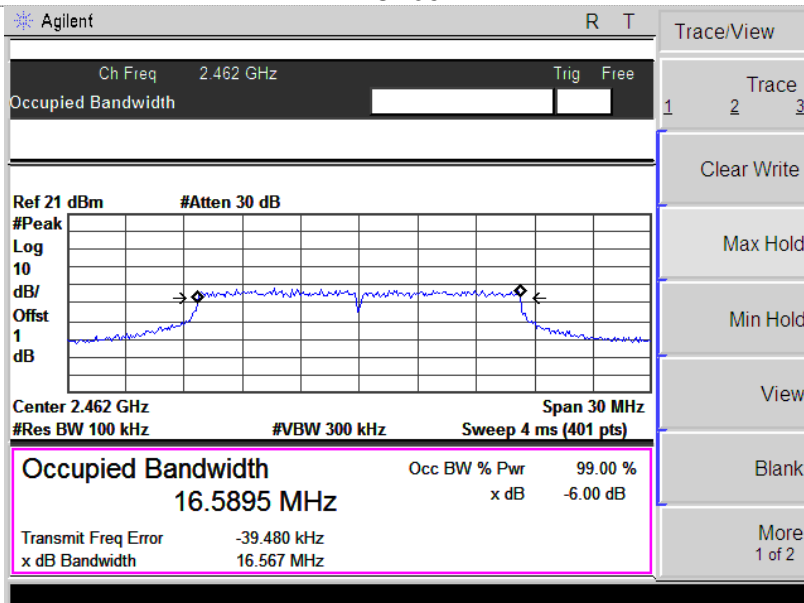 Agilent R T
Trace/View
Ch Freq 2.462 GHz Trig Free
Occupied Bandwidth
Trace
1 2 3
Clear Write
Ref 21 dBm #Atten 30 dB
#Peak
Log
10
dB/
Offst
1
dB
Max Hold
Min Hold
View
Center 2.462 GHz Span 30 MHz
#Res BW 100 kHz #VBW 300 kHz Sweep 4 ms (401 pts)
Occupied Bandwidth Occ BW % Pwr 99.00 %
16.5895 MHz x dB -6.00 dB
Transmit Freq Error -39.480 kHz
x dB Bandwidth 16.567 MHz
Blank
More
1 of 2